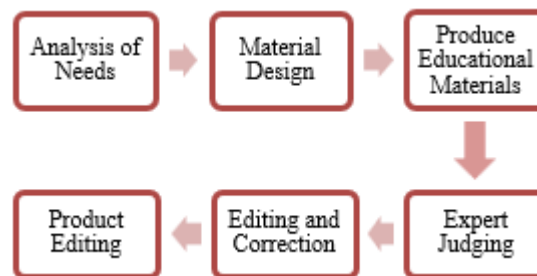 Analysis of
Needs
Material
Design
Produce
Educational
Materials
Expert
Judging
Editing and
Correction
Product
Editing